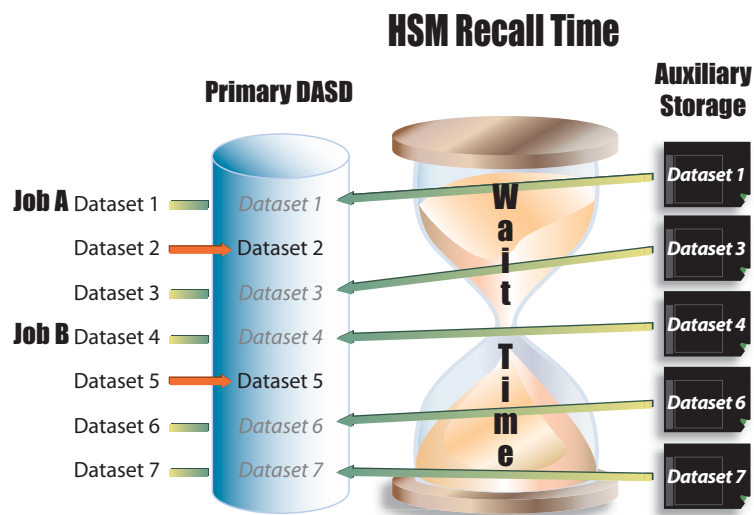 HSM Recall Time
Primary DASD
Auxiliary
Storage
Job A Dataset 1
Dataset 2
Dataset 3
Job B Dataset 4
Dataset 5
Dataset 6
Dataset 7
Dataset 1
Dataset 2
Dataset 3
Dataset 4
Dataset 5
Dataset 6
Dataset 7
Wait
Time
Dataset 1
Dataset 3
Dataset 4
Dataset 6
Dataset 7